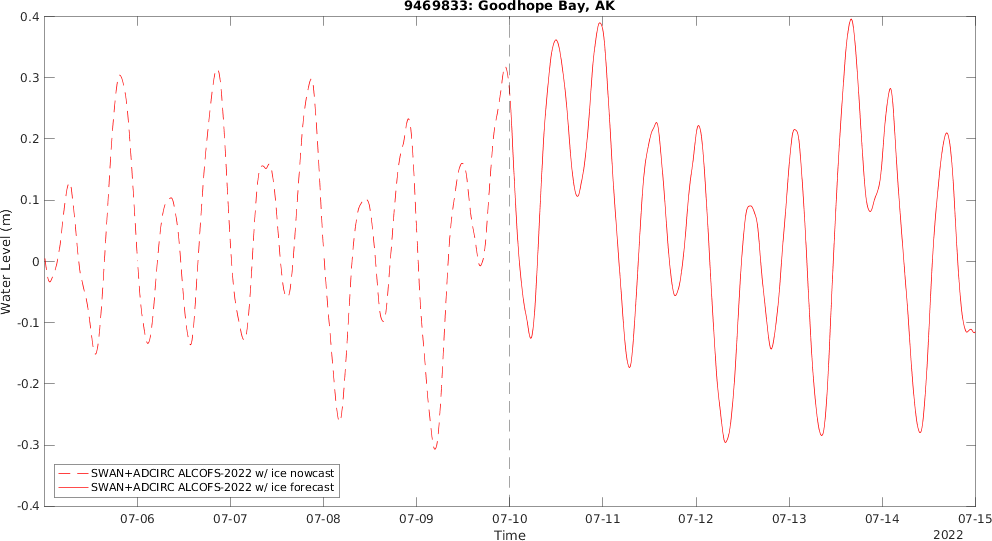 9469833: Goodhope Bay, AK
Water Level (m)
0.4
0.3
0.2
0.1
0
-0.1
-0.2
-0.3
-0.4
SWAN+ADCIRC ALCOFS-2022 w/ ice nowcast
SWAN+ADCIRC ALCOFS-2022 w/ ice forecast
07-06 07-07 07-08 07-09 07-10 07-11 07-12 07-13 07-14 07-15
Time
2022